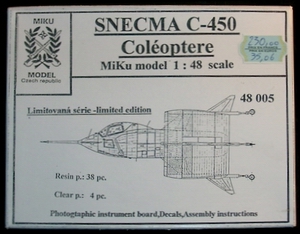 MIKU
MODEL
Czech republic
SNECMA C-450
Coléoptere
MiKu model 1 : 48 scale
Limitovaná série -limited edition
48 005
Resin p.: 38 pc.
Clear p.: 4 pc.
Photogtaphic instrument board,Decals,Assembly instructions